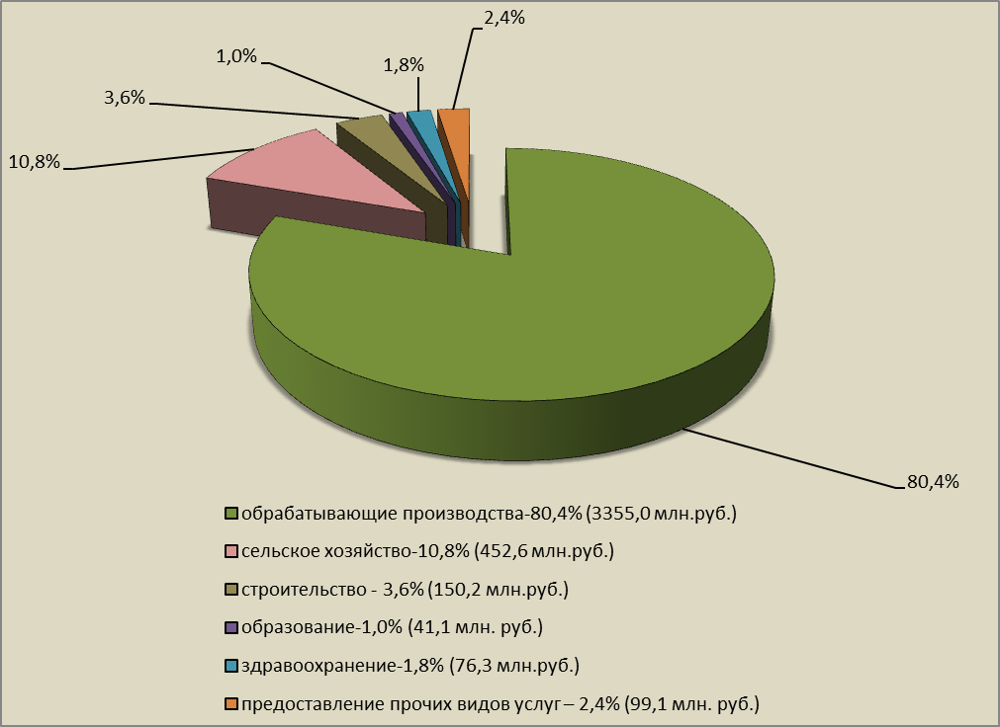 2,4%
1,0%
1,8%
3,6%
10,8%
80,4%
обрабатывающие производства-80,4% (3355,0 млн.руб.)
сельское хозяйство-10,8% (452,6 млн.руб.)
строительство - 3,6% (150,2 млн.руб.)
образование-1,0% (41,1 млн. руб.)
здравоохранение-1,8% (76,3 млн.руб.)
предоставление прочих видов услуг – 2,4% (99,1 млн. руб.)